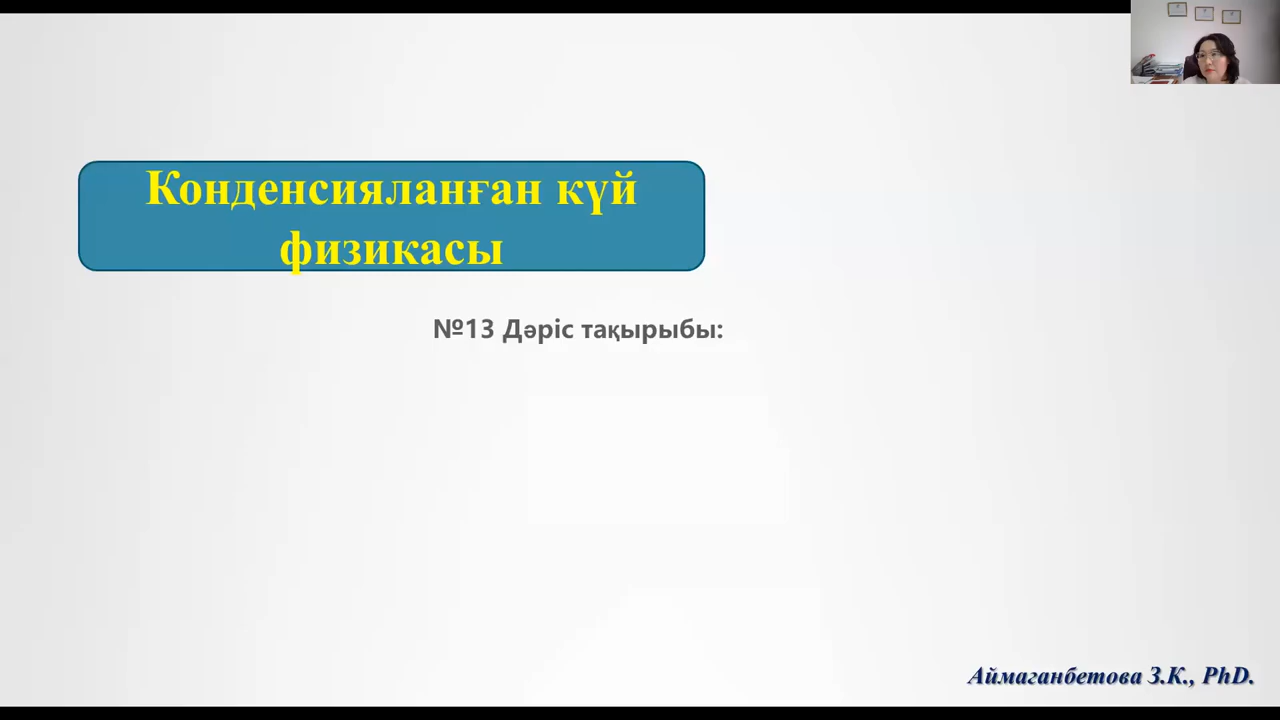 Конденсияланған күй
физикасы
№13 Дәріс тақырыбы:
Аймаганбетова З.К., PhD.